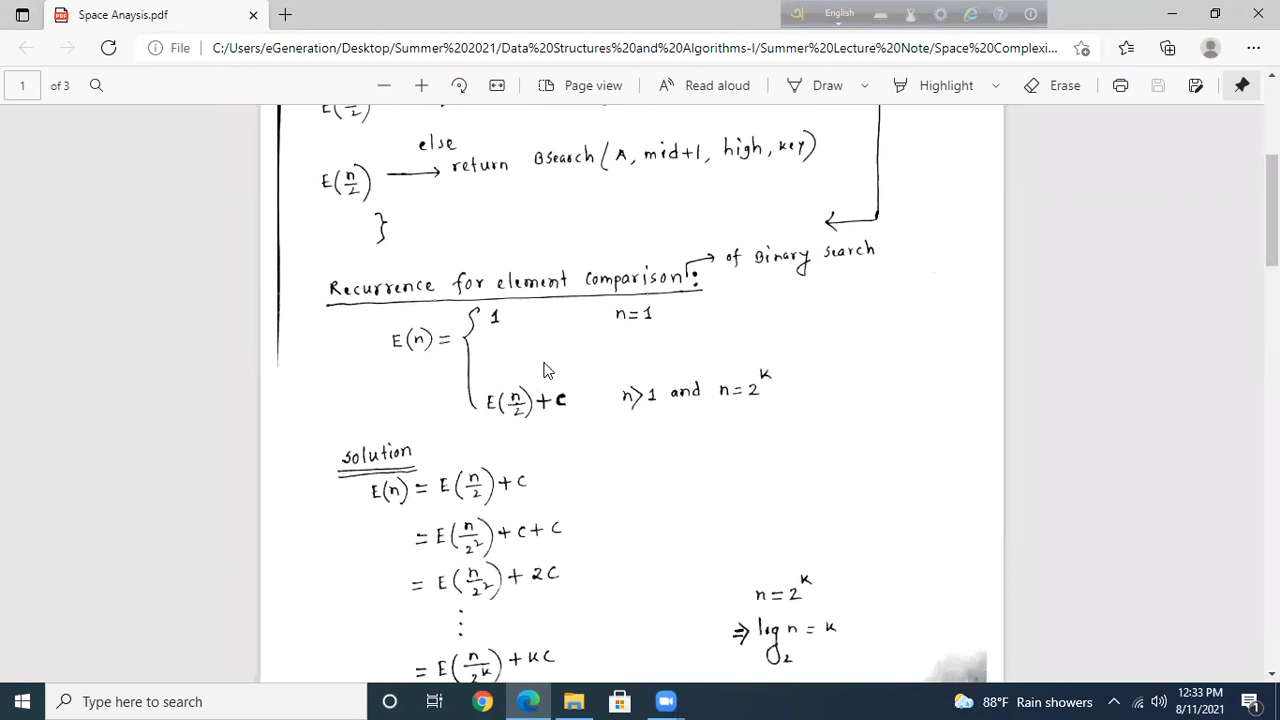 Space Anaysis.pdf
English
File
C:/Users/eGeneration/Desktop/Summer%202021/Data%20Structures%20and%20Algorithms-I/Summer%20Lecture%20Note/Space%20Complexi...
1 of 3
Page view
Read aloud
Draw
Highlight
Erase
E(n/2)
else
E(n/2) → return BSearch(A, mid+1, high, key)
}
Recurrence for element comparison: → of Binary search
E(n) = { 1 n=1
E(n/2)+c n>1 and n=2^k
solution
E(n) = E(n/2)+c
= E(n/2^2)+c+c
= E(n/2^2)+2c
⋮
n=2^k
⇒ log_2 n = k
= E(n/2^k)+kc
Type here to search
88°F Rain showers
12:33 PM
8/11/2021